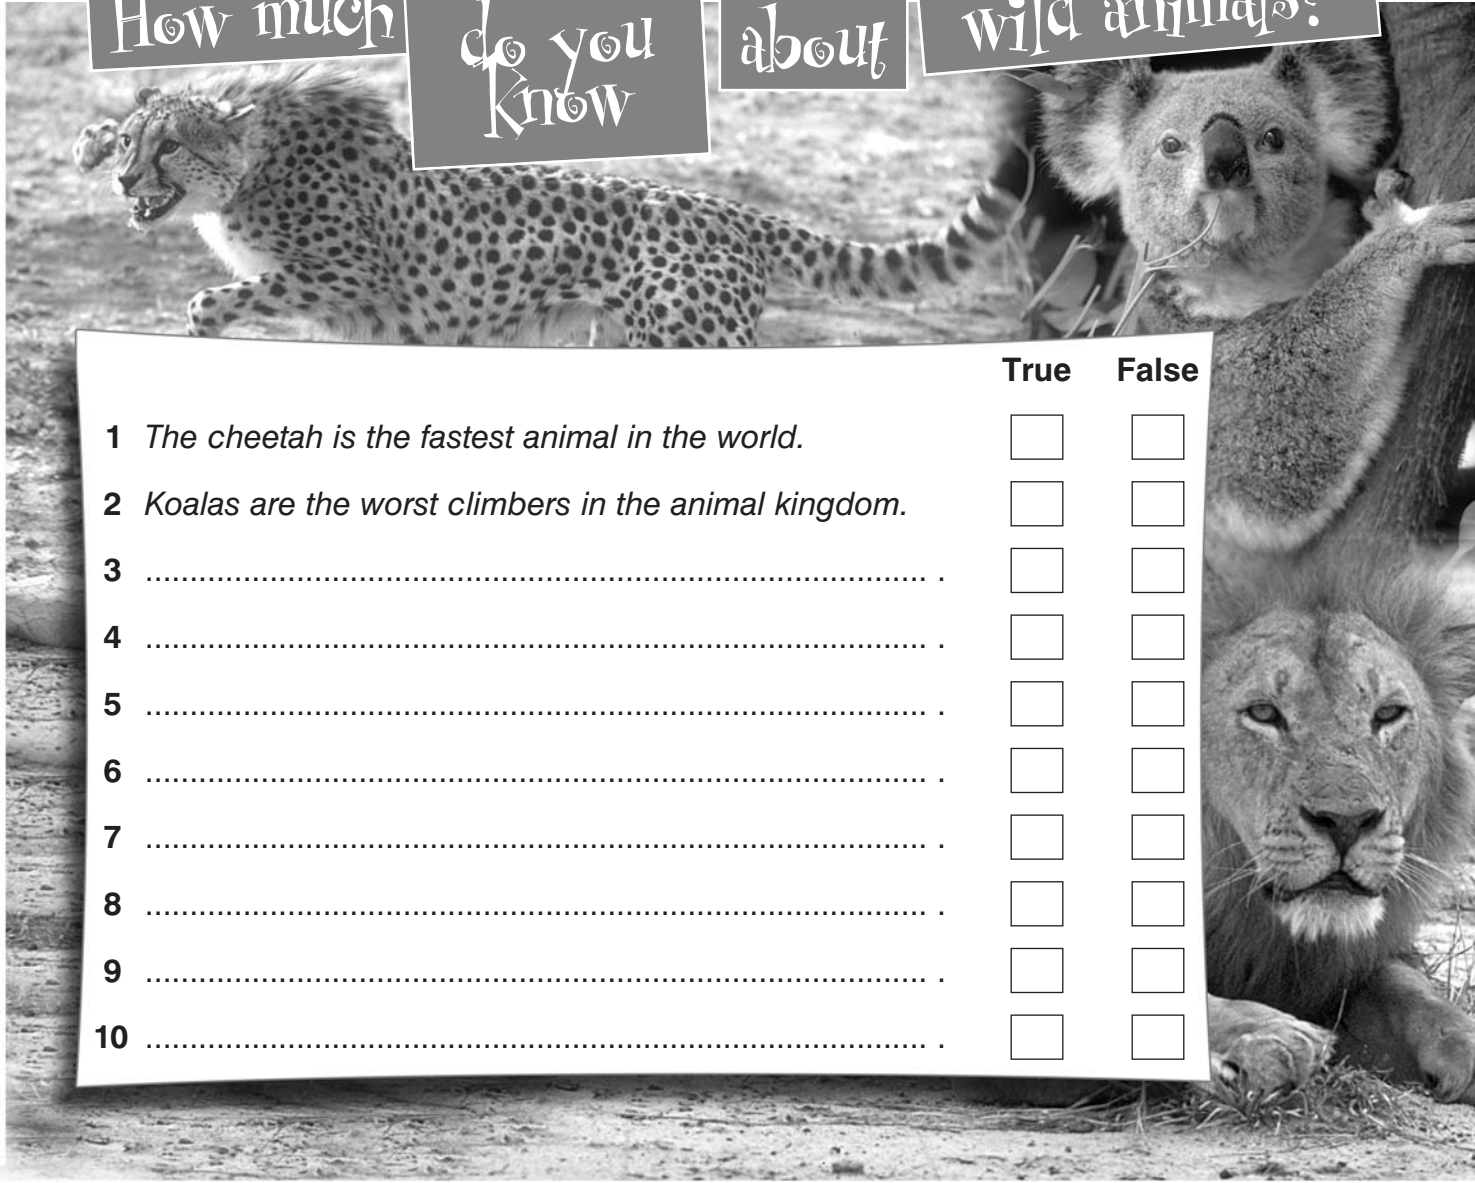 How much do you know about wild animals?
True False
1 The cheetah is the fastest animal in the world.
2 Koalas are the worst climbers in the animal kingdom.
3 .......................................................................................... .
4 .......................................................................................... .
5 .......................................................................................... .
6 .......................................................................................... .
7 .......................................................................................... .
8 .......................................................................................... .
9 .......................................................................................... .
10 .......................................................................................... .